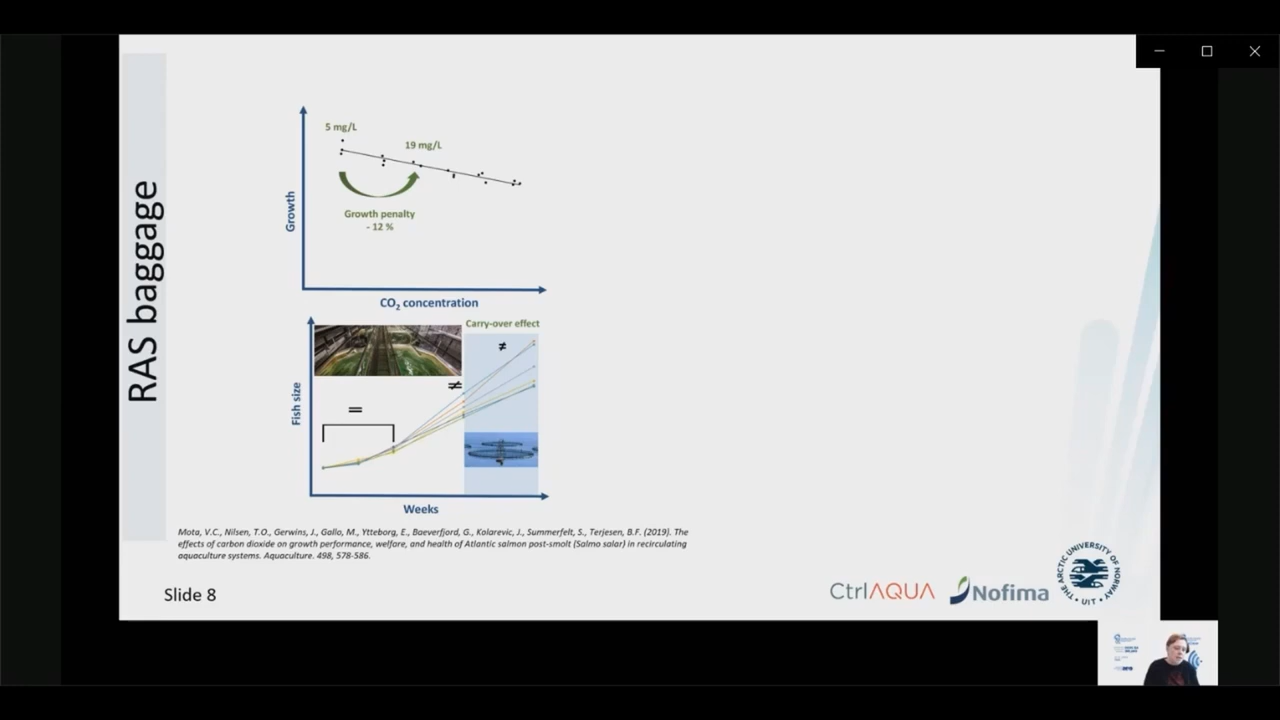 RAS baggage
5 mg/L
19 mg/L
Growth penalty
- 12 %
Growth
CO₂ concentration
Carry-over effect
≠
≠
=
Fish size
Weeks
Mota, V.C., Nilsen, T.O., Gerwins, J., Gallo, M., Ytteborg, E., Baeverfjord, G., Kolarevic, J., Summerfelt, S., Terjesen, B.F. (2019). The
effects of carbon dioxide on growth performance, welfare, and health of Atlantic salmon post-smolt (Salmo salar) in recirculating
aquaculture systems. Aquaculture. 498, 578-586.
Slide 8
CtrlAQUA
Nofima
THE ARCTIC UNIVERSITY OF NORWAY
UIT